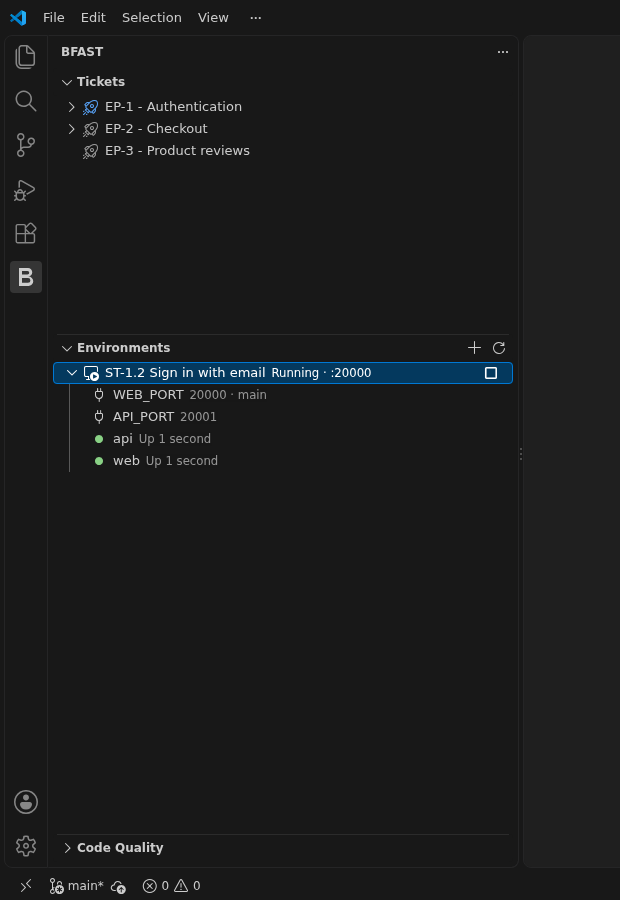 File Edit Selection View ···
BFAST ···
Tickets
EP-1 - Authentication
EP-2 - Checkout
EP-3 - Product reviews
B
Environments
ST-1.2 Sign in with email Running · :20000
WEB_PORT 20000 · main
API_PORT 20001
api Up 1 second
web Up 1 second
Code Quality
main* 0 0